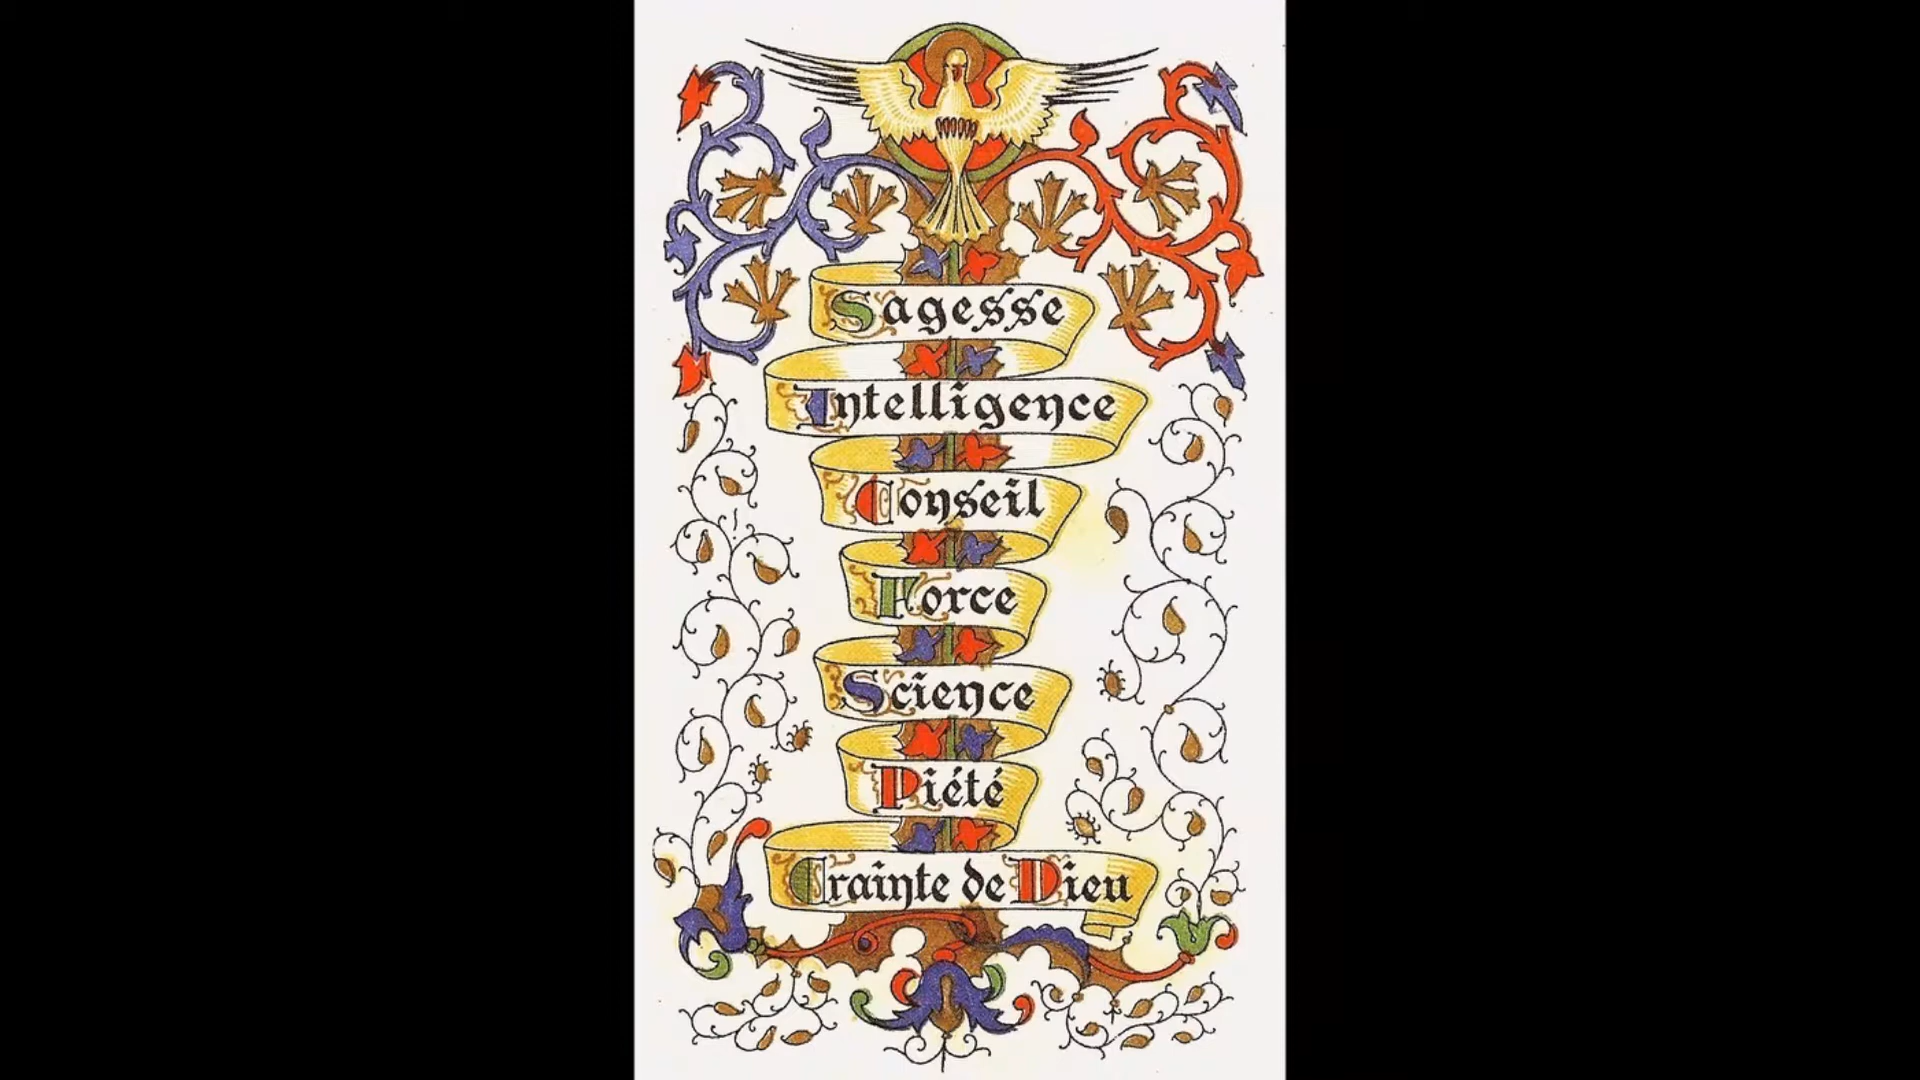 Sagesse
Intelligence
Conseil
Force
Science
Piété
Crainte de Dieu